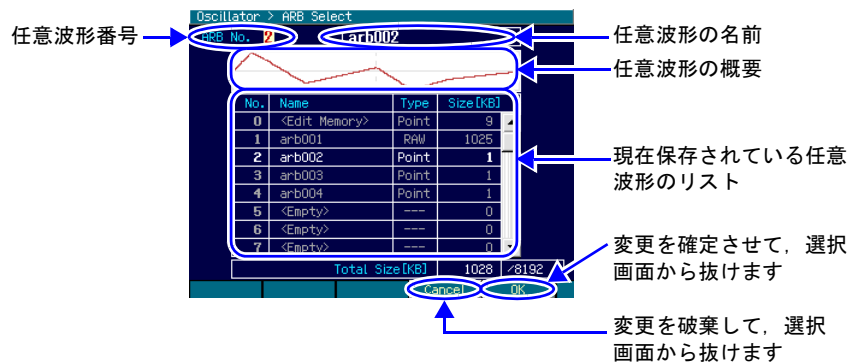 Oscillator > ARB Select
任意波形番号
ARB No. 2
arb002
任意波形の名前
任意波形の概要
No. Name Type Size[KB]
0 <Edit Memory> Point 9
1 arb001 RAW 1025
2 arb002 Point 1
3 arb003 Point 1
4 arb004 Point 1
5 <Empty> --- 0
6 <Empty> --- 0
7 <Empty> --- 0
現在保存されている任意
波形のリスト
Total Size[KB] 1028 /8192
Cancel OK
変更を確定させて，選択
画面から抜けます
変更を破棄して，選択
画面から抜けます